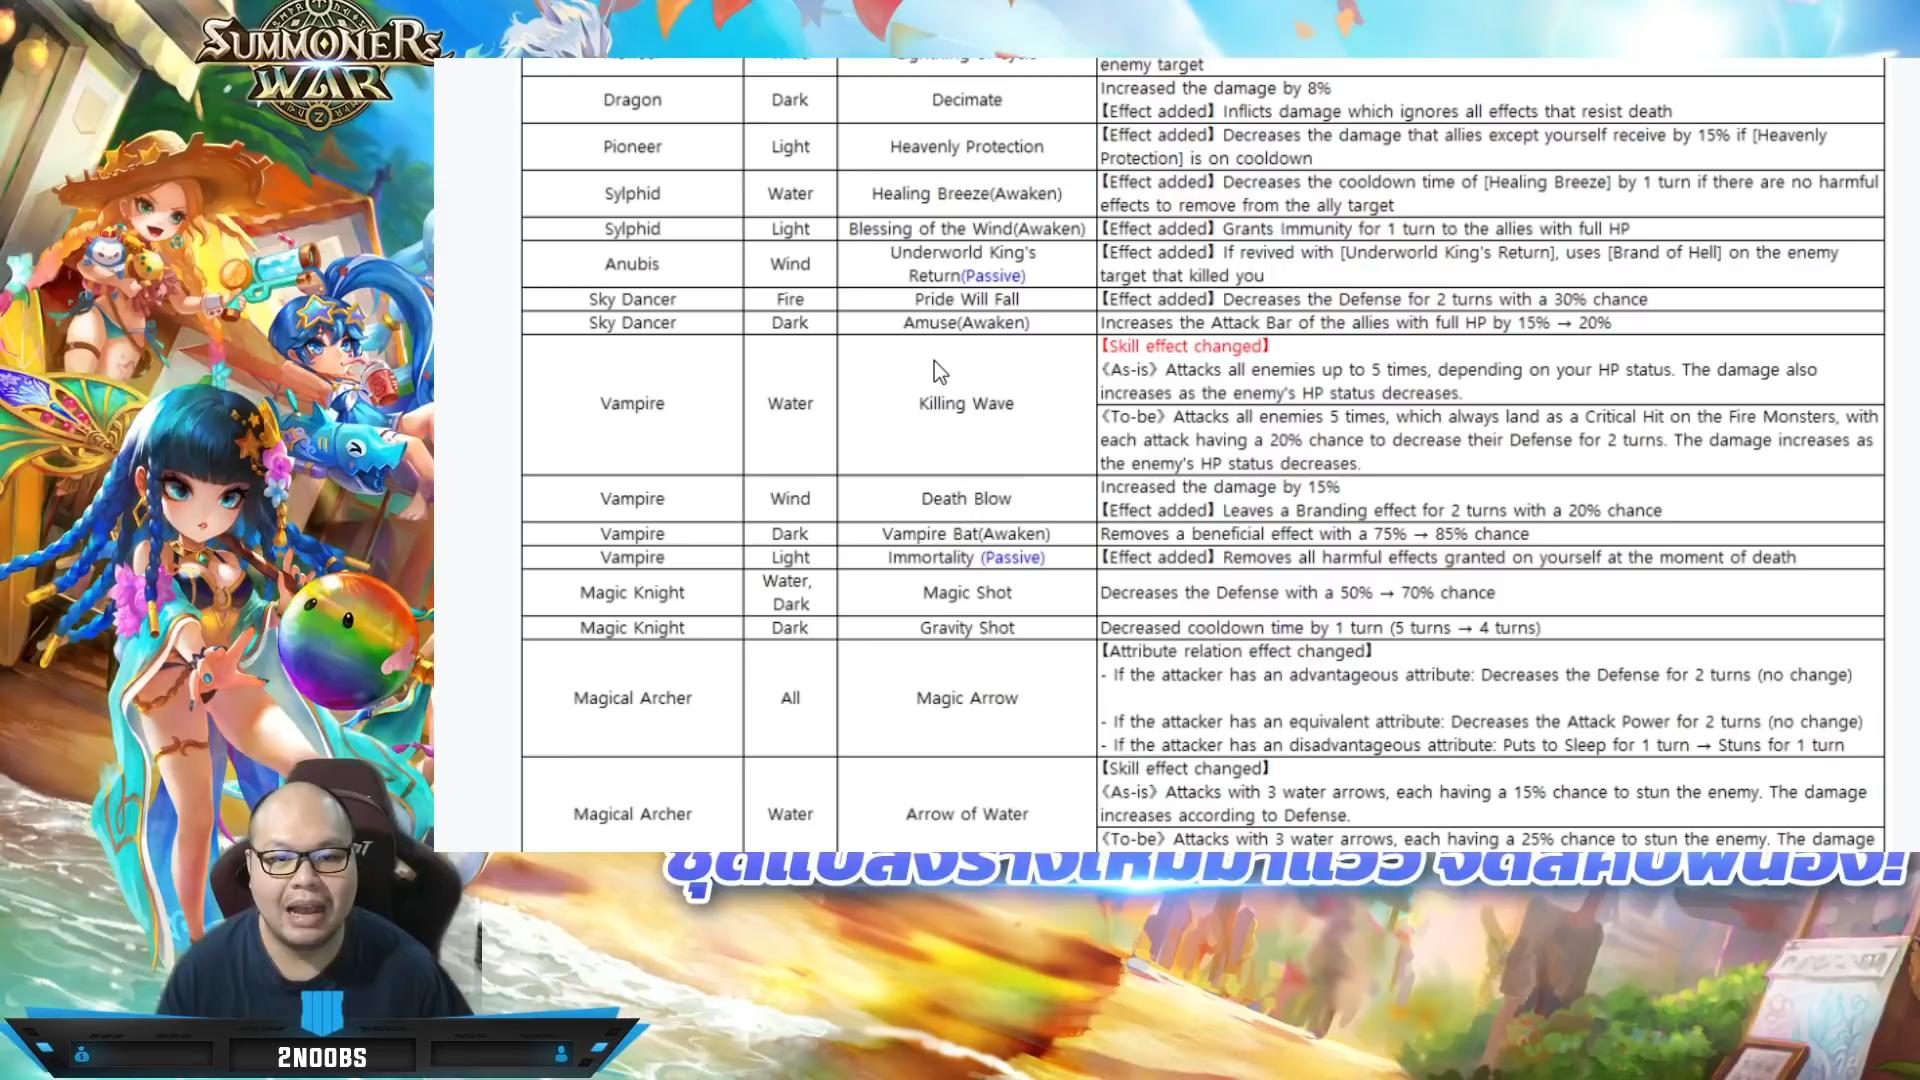 SUMMONERS
WAR
enemy target
Dragon Dark Decimate Increased the damage by 8%
【Effect added】 Inflicts damage which ignores all effects that resist death
Pioneer Light Heavenly Protection 【Effect added】 Decreases the damage that allies except yourself receive by 15% if [Heavenly
Protection] is on cooldown
Sylphid Water Healing Breeze(Awaken) 【Effect added】 Decreases the cooldown time of [Healing Breeze] by 1 turn if there are no harmful
effects to remove from the ally target
Sylphid Light Blessing of the Wind(Awaken) 【Effect added】 Grants Immunity for 1 turn to the allies with full HP
Anubis Wind Underworld King's
Return(Passive) 【Effect added】 If revived with [Underworld King's Return], uses [Brand of Hell] on the enemy
target that killed you
Sky Dancer Fire Pride Will Fall 【Effect added】 Decreases the Defense for 2 turns with a 30% chance
Sky Dancer Dark Amuse(Awaken) Increases the Attack Bar of the allies with full HP by 15% → 20%
Vampire Water Killing Wave 【Skill effect changed】
《As-is》 Attacks all enemies up to 5 times, depending on your HP status. The damage also
increases as the enemy's HP status decreases.
《To-be》 Attacks all enemies 5 times, which always land as a Critical Hit on the Fire Monsters, with
each attack having a 20% chance to decrease their Defense for 2 turns. The damage increases as
the enemy's HP status decreases.
Vampire Wind Death Blow Increased the damage by 15%
【Effect added】 Leaves a Branding effect for 2 turns with a 20% chance
Vampire Dark Vampire Bat(Awaken) Removes a beneficial effect with a 75% → 85% chance
Vampire Light Immortality (Passive) 【Effect added】 Removes all harmful effects granted on yourself at the moment of death
Magic Knight Water,
Dark Magic Shot Decreases the Defense with a 50% → 70% chance
Magic Knight Dark Gravity Shot Decreased cooldown time by 1 turn (5 turns → 4 turns)
Magical Archer All Magic Arrow 【Attribute relation effect changed】
- If the attacker has an advantageous attribute: Decreases the Defense for 2 turns (no change)
- If the attacker has an equivalent attribute: Decreases the Attack Power for 2 turns (no change)
- If the attacker has an disadvantageous attribute: Puts to Sleep for 1 turn → Stuns for 1 turn
Magical Archer Water Arrow of Water 【Skill effect changed】
《As-is》 Attacks with 3 water arrows, each having a 15% chance to stun the enemy. The damage
increases according to Defense.
《To-be》 Attacks with 3 water arrows, each having a 25% chance to stun the enemy. The damage
2NOOBS